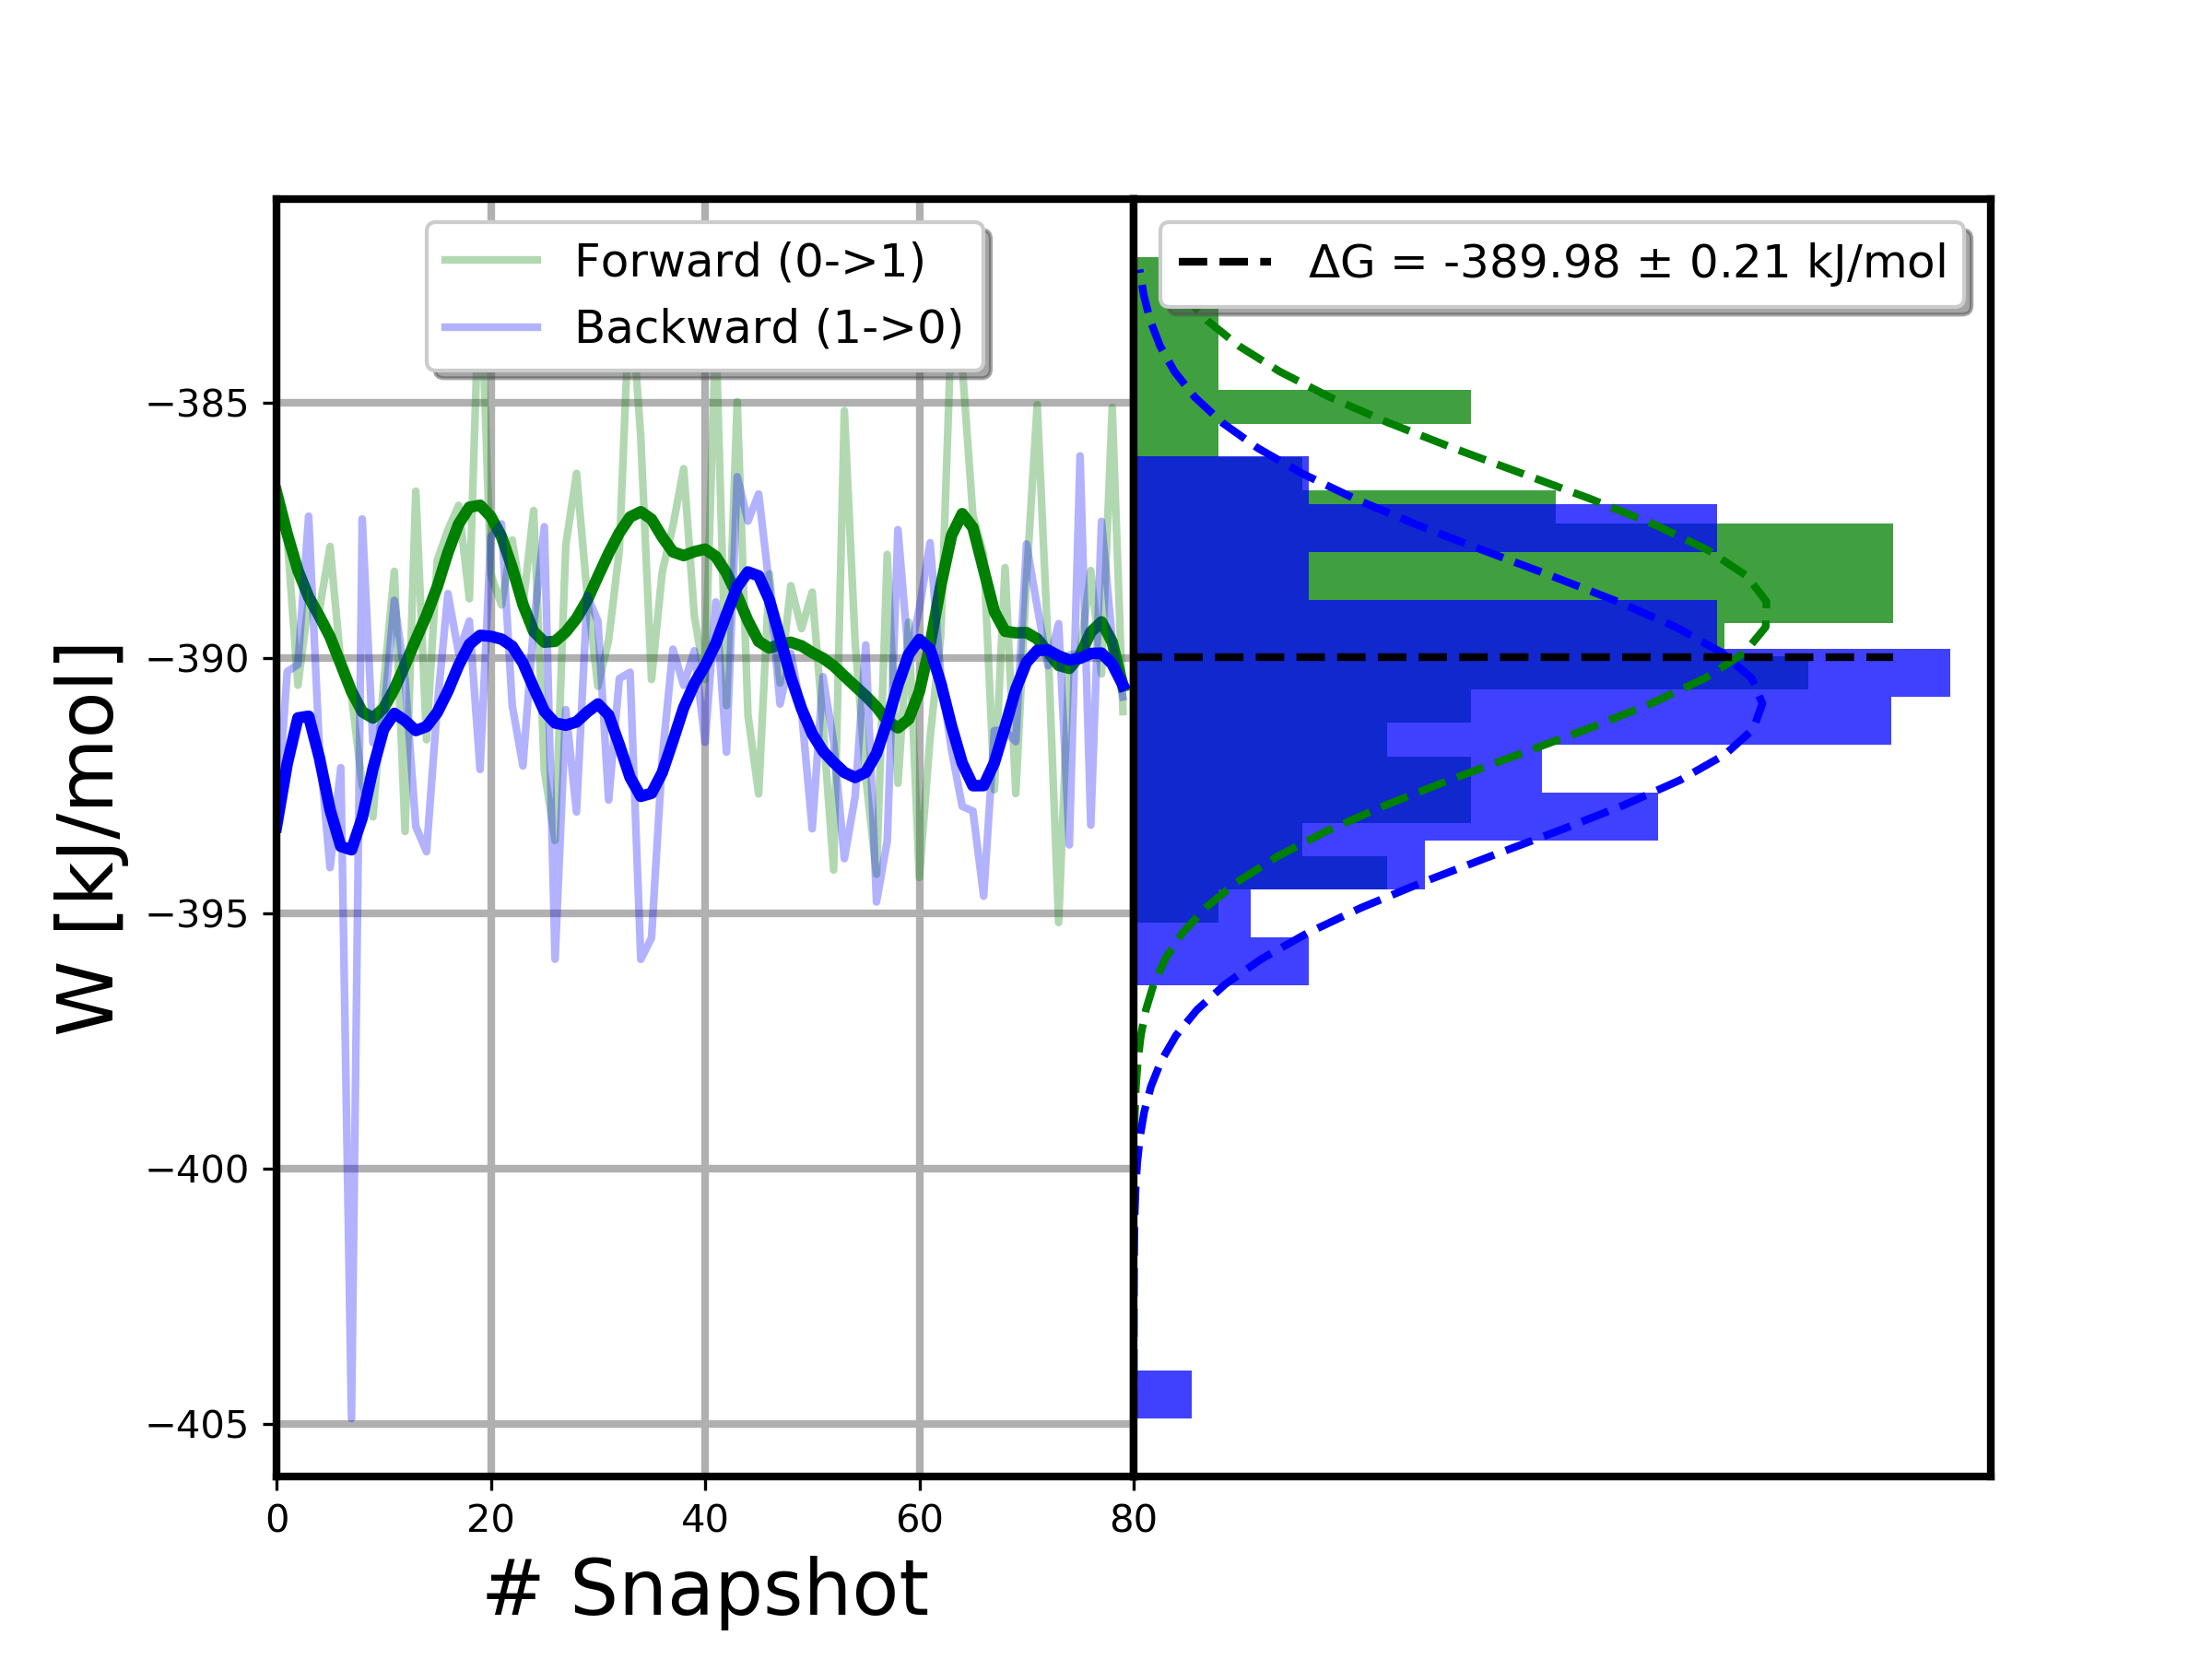 Forward (0->1)
Backward (1->0)
ΔG = -389.98 ± 0.21 kJ/mol
−385
−390
−395
−400
−405
W [kJ/mol]
0 20 40 60 80
# Snapshot